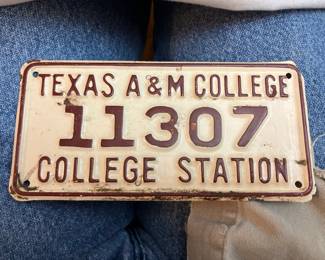 TEXAS A & M COLLEGE
11307
COLLEGE STATION